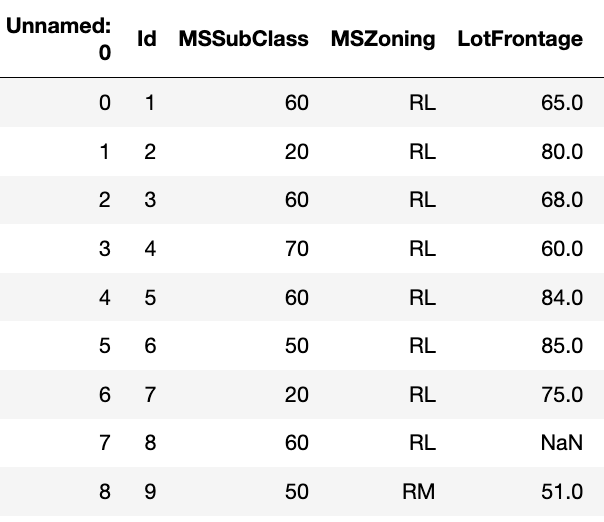 Unnamed: 0 Id MSSubClass MSZoning LotFrontage
0 1 60 RL 65.0
1 2 20 RL 80.0
2 3 60 RL 68.0
3 4 70 RL 60.0
4 5 60 RL 84.0
5 6 50 RL 85.0
6 7 20 RL 75.0
7 8 60 RL NaN
8 9 50 RM 51.0